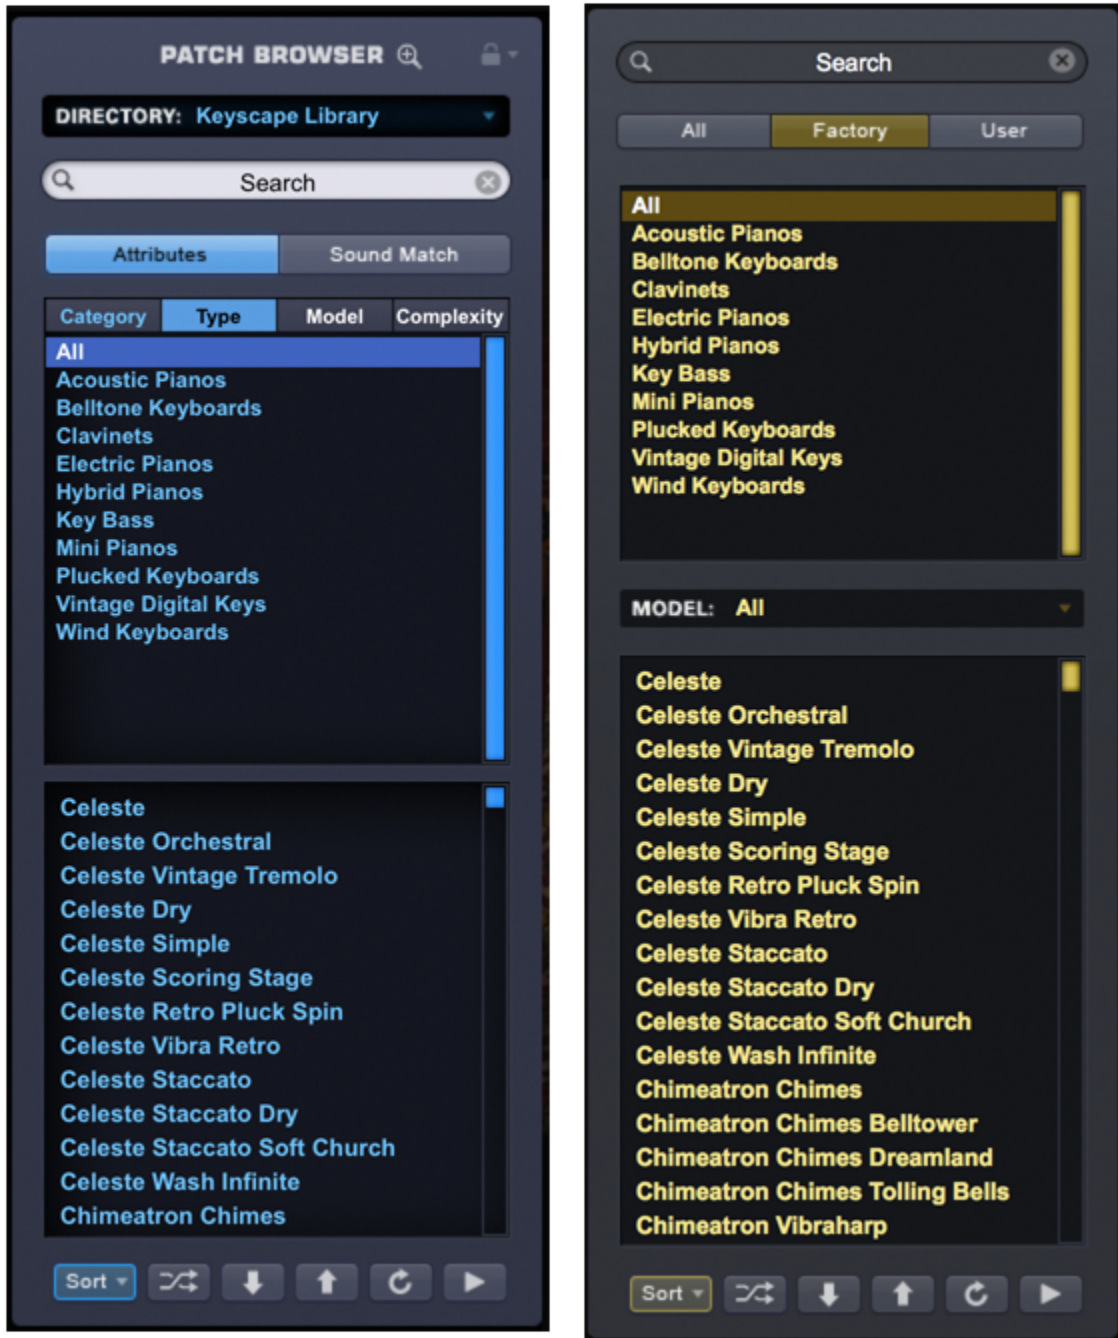 PATCH BROWSER
DIRECTORY: Keyscape Library
Search
Attributes Sound Match
Category Type Model Complexity
All
Acoustic Pianos
Belltone Keyboards
Clavinets
Electric Pianos
Hybrid Pianos
Key Bass
Mini Pianos
Plucked Keyboards
Vintage Digital Keys
Wind Keyboards
Celeste
Celeste Orchestral
Celeste Vintage Tremolo
Celeste Dry
Celeste Simple
Celeste Scoring Stage
Celeste Retro Pluck Spin
Celeste Vibra Retro
Celeste Staccato
Celeste Staccato Dry
Celeste Staccato Soft Church
Celeste Wash Infinite
Chimeatron Chimes
Sort
Search
All Factory User
All
Acoustic Pianos
Belltone Keyboards
Clavinets
Electric Pianos
Hybrid Pianos
Key Bass
Mini Pianos
Plucked Keyboards
Vintage Digital Keys
Wind Keyboards
MODEL: All
Celeste
Celeste Orchestral
Celeste Vintage Tremolo
Celeste Dry
Celeste Simple
Celeste Scoring Stage
Celeste Retro Pluck Spin
Celeste Vibra Retro
Celeste Staccato
Celeste Staccato Dry
Celeste Staccato Soft Church
Celeste Wash Infinite
Chimeatron Chimes
Chimeatron Chimes Belltower
Chimeatron Chimes Dreamland
Chimeatron Chimes Tolling Bells
Chimeatron Vibraharp
Sort